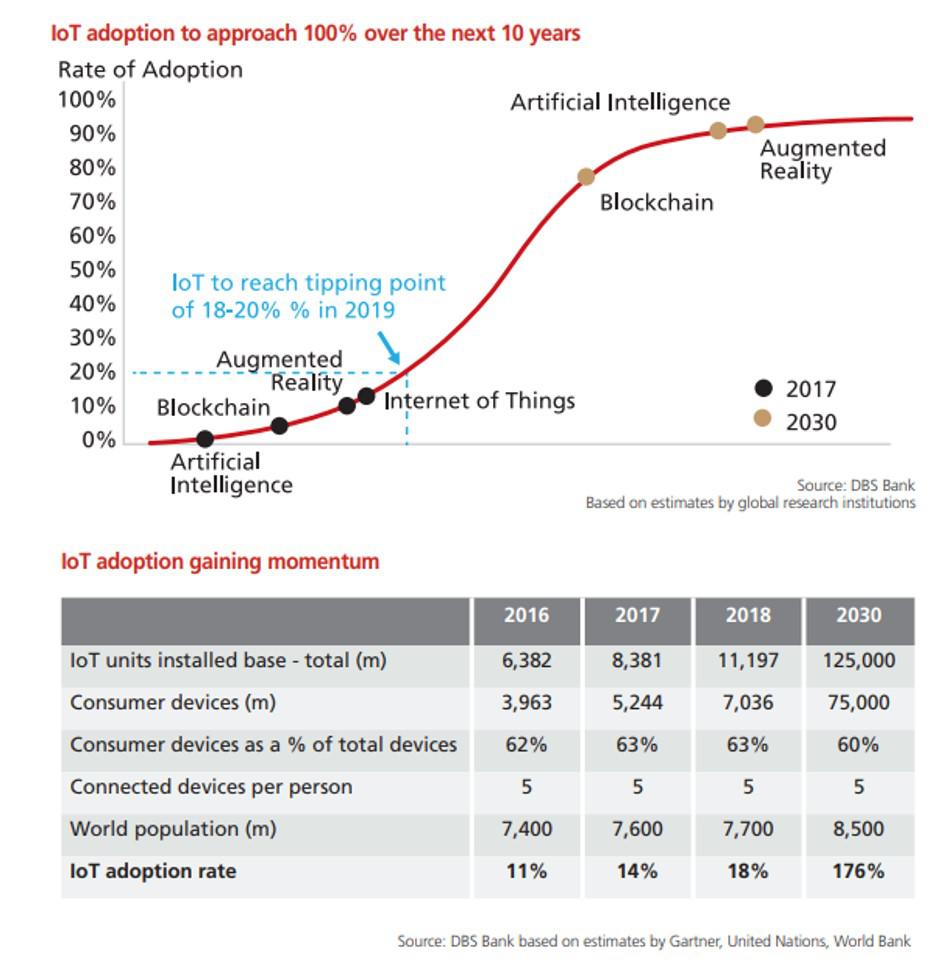 IoT adoption to approach 100% over the next 10 years
Rate of Adoption
100%
90%
80%
70%
60%
50%
40%
30%
20%
10%
0%
Artificial Intelligence
Augmented
Reality
Blockchain
IoT to reach tipping point
of 18-20% % in 2019
Augmented
Reality
Internet of Things
Blockchain
Artificial
Intelligence
2017
2030
Source: DBS Bank
Based on estimates by global research institutions
IoT adoption gaining momentum
2016 2017 2018 2030
IoT units installed base - total (m) 6,382 8,381 11,197 125,000
Consumer devices (m) 3,963 5,244 7,036 75,000
Consumer devices as a % of total devices 62% 63% 63% 60%
Connected devices per person 5 5 5 5
World population (m) 7,400 7,600 7,700 8,500
IoT adoption rate 11% 14% 18% 176%
Source: DBS Bank based on estimates by Gartner, United Nations, World Bank